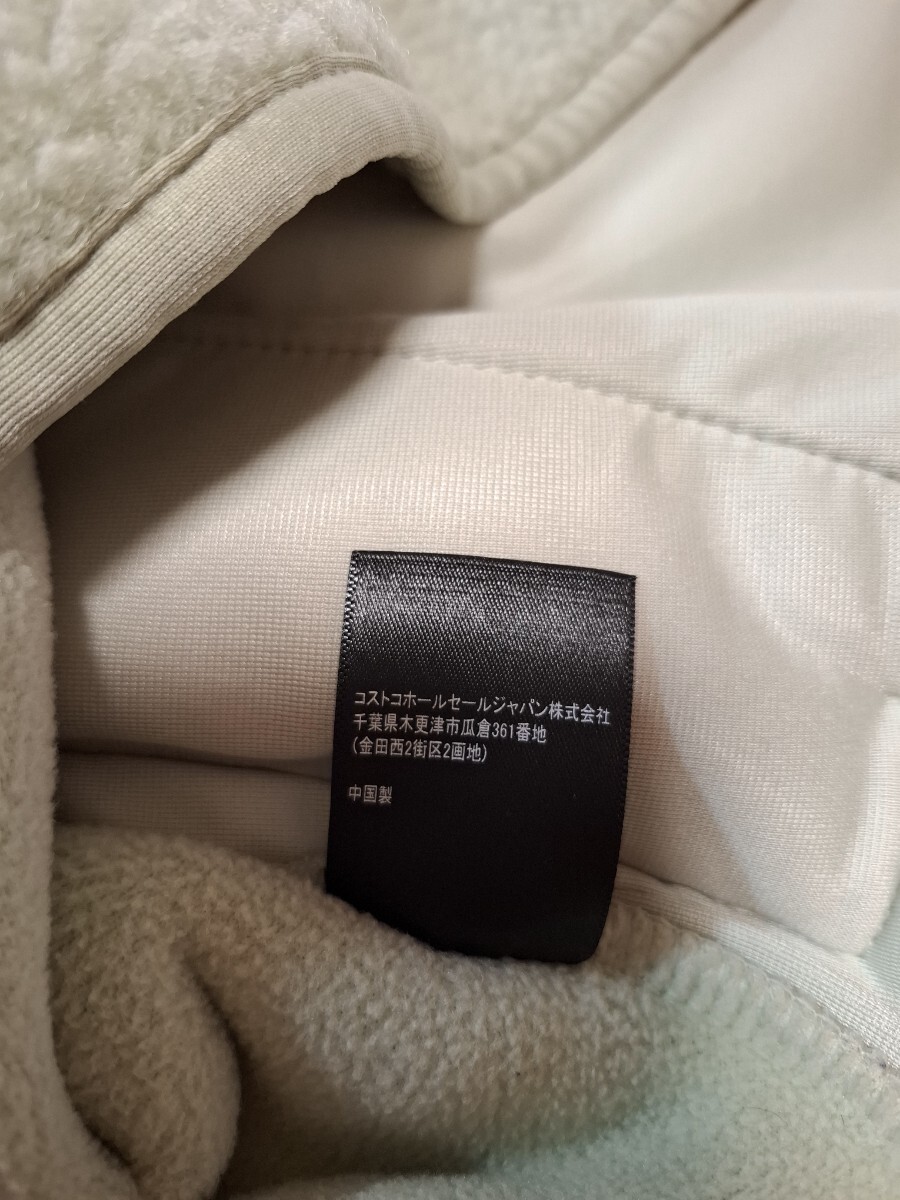 コストコホールセールジャパン株式会社
千葉県木更津市瓜倉361番地
(金田西2街区2画地)
中国製